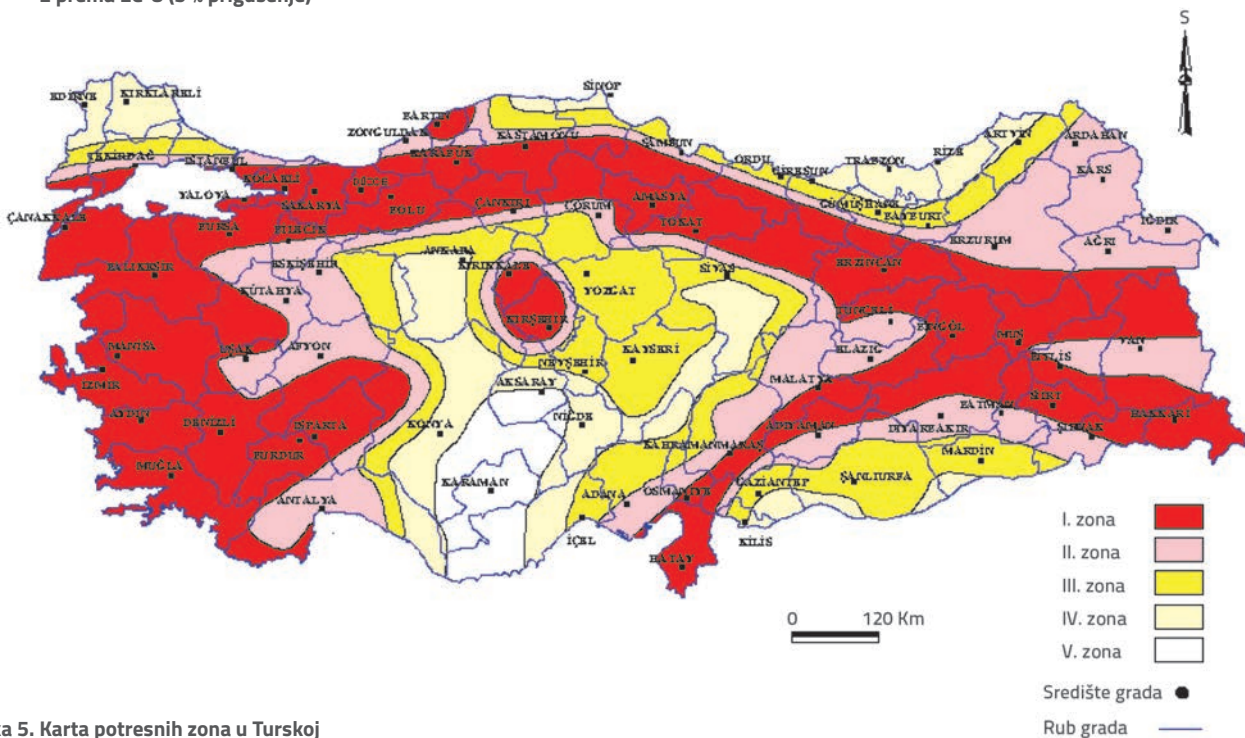 2 prema Ze-U (5 % prigušenje)
S
SİNOP
EDİRNE KIRKLARELİ
BARTIN
ZONGULDAK KASTAMONU
TEKİRDAĞ İSTANBUL KARABÜK SAMSUN ORDU TRABZON RİZE ARTVİN ARDAHAN
KOCAELİ GİRESUN KARS
YALOVA SAKARYA DÜZCE BOLU ÇANKIRI ÇORUM AMASYA GÜMÜŞHANE BAYBURT
ÇANAKKALE BURSA BİLECİK TOKAT ERZURUM IĞDIR
ANKARA AĞRI
BALIKESİR ESKİŞEHİR KIRIKKALE YOZGAT SİVAS ERZİNCAN
KÜTAHYA
KIRŞEHİR TUNCELİ BİNGÖL
MANİSA UŞAK AFYON NEVŞEHİR KAYSERİ ELAZIĞ MUŞ BİTLİS VAN
İZMİR AKSARAY MALATYA
AYDIN DENİZLİ ISPARTA KONYA NİĞDE ADIYAMAN DİYARBAKIR BATMAN SİİRT HAKKARİ
BURDUR KAHRAMANMARAŞ ŞIRNAK
MUĞLA KARAMAN ADANA OSMANİYE GAZİANTEP ŞANLIURFA MARDİN
ANTALYA
İÇEL KİLİS
HATAY
I. zona
II. zona
III. zona
IV. zona
V. zona
0 120 Km
Središte grada
Rub grada
5. Karta potresnih zona u Turskoj